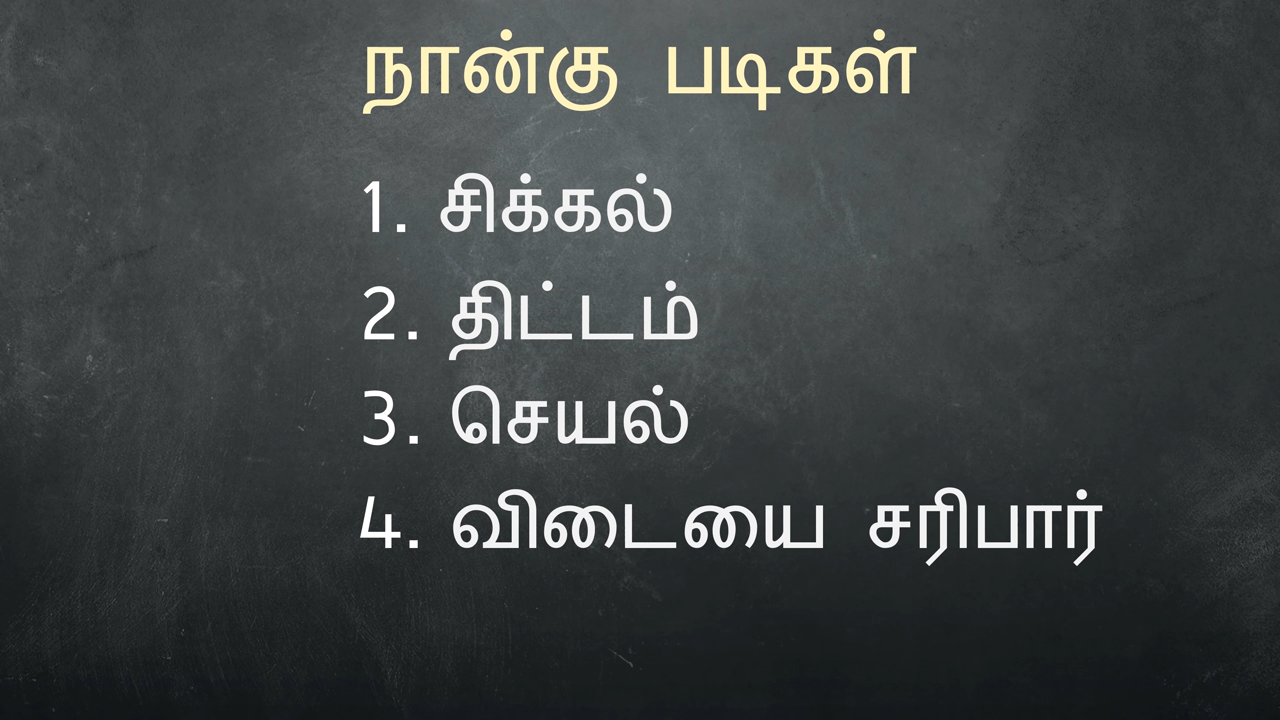 நான்கு படிகள்
1. சிக்கல்
2. திட்டம்
3. செயல்
4. விடையை சரிபார்